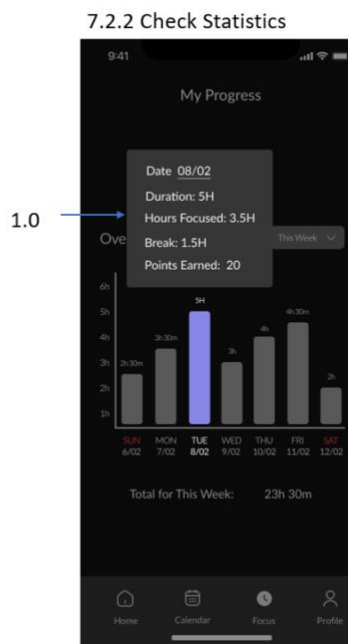 7.2.2 Check Statistics
9:41
My Progress
Date 08/02
Duration: 5H
1.0
Hours Focused: 3.5H
Break: 1.5H
Points Earned: 20
Ove
This Week
6h
5h
4h
3h
2h
1h
2h30m
3h30m
5H
3h
4h
4h30m
2h
SUN MON TUE WED THU FRI SAT
6/02 7/02 8/02 9/02 10/02 11/02 12/02
Total for This Week: 23h 30m
Home Calendar Focus Profile